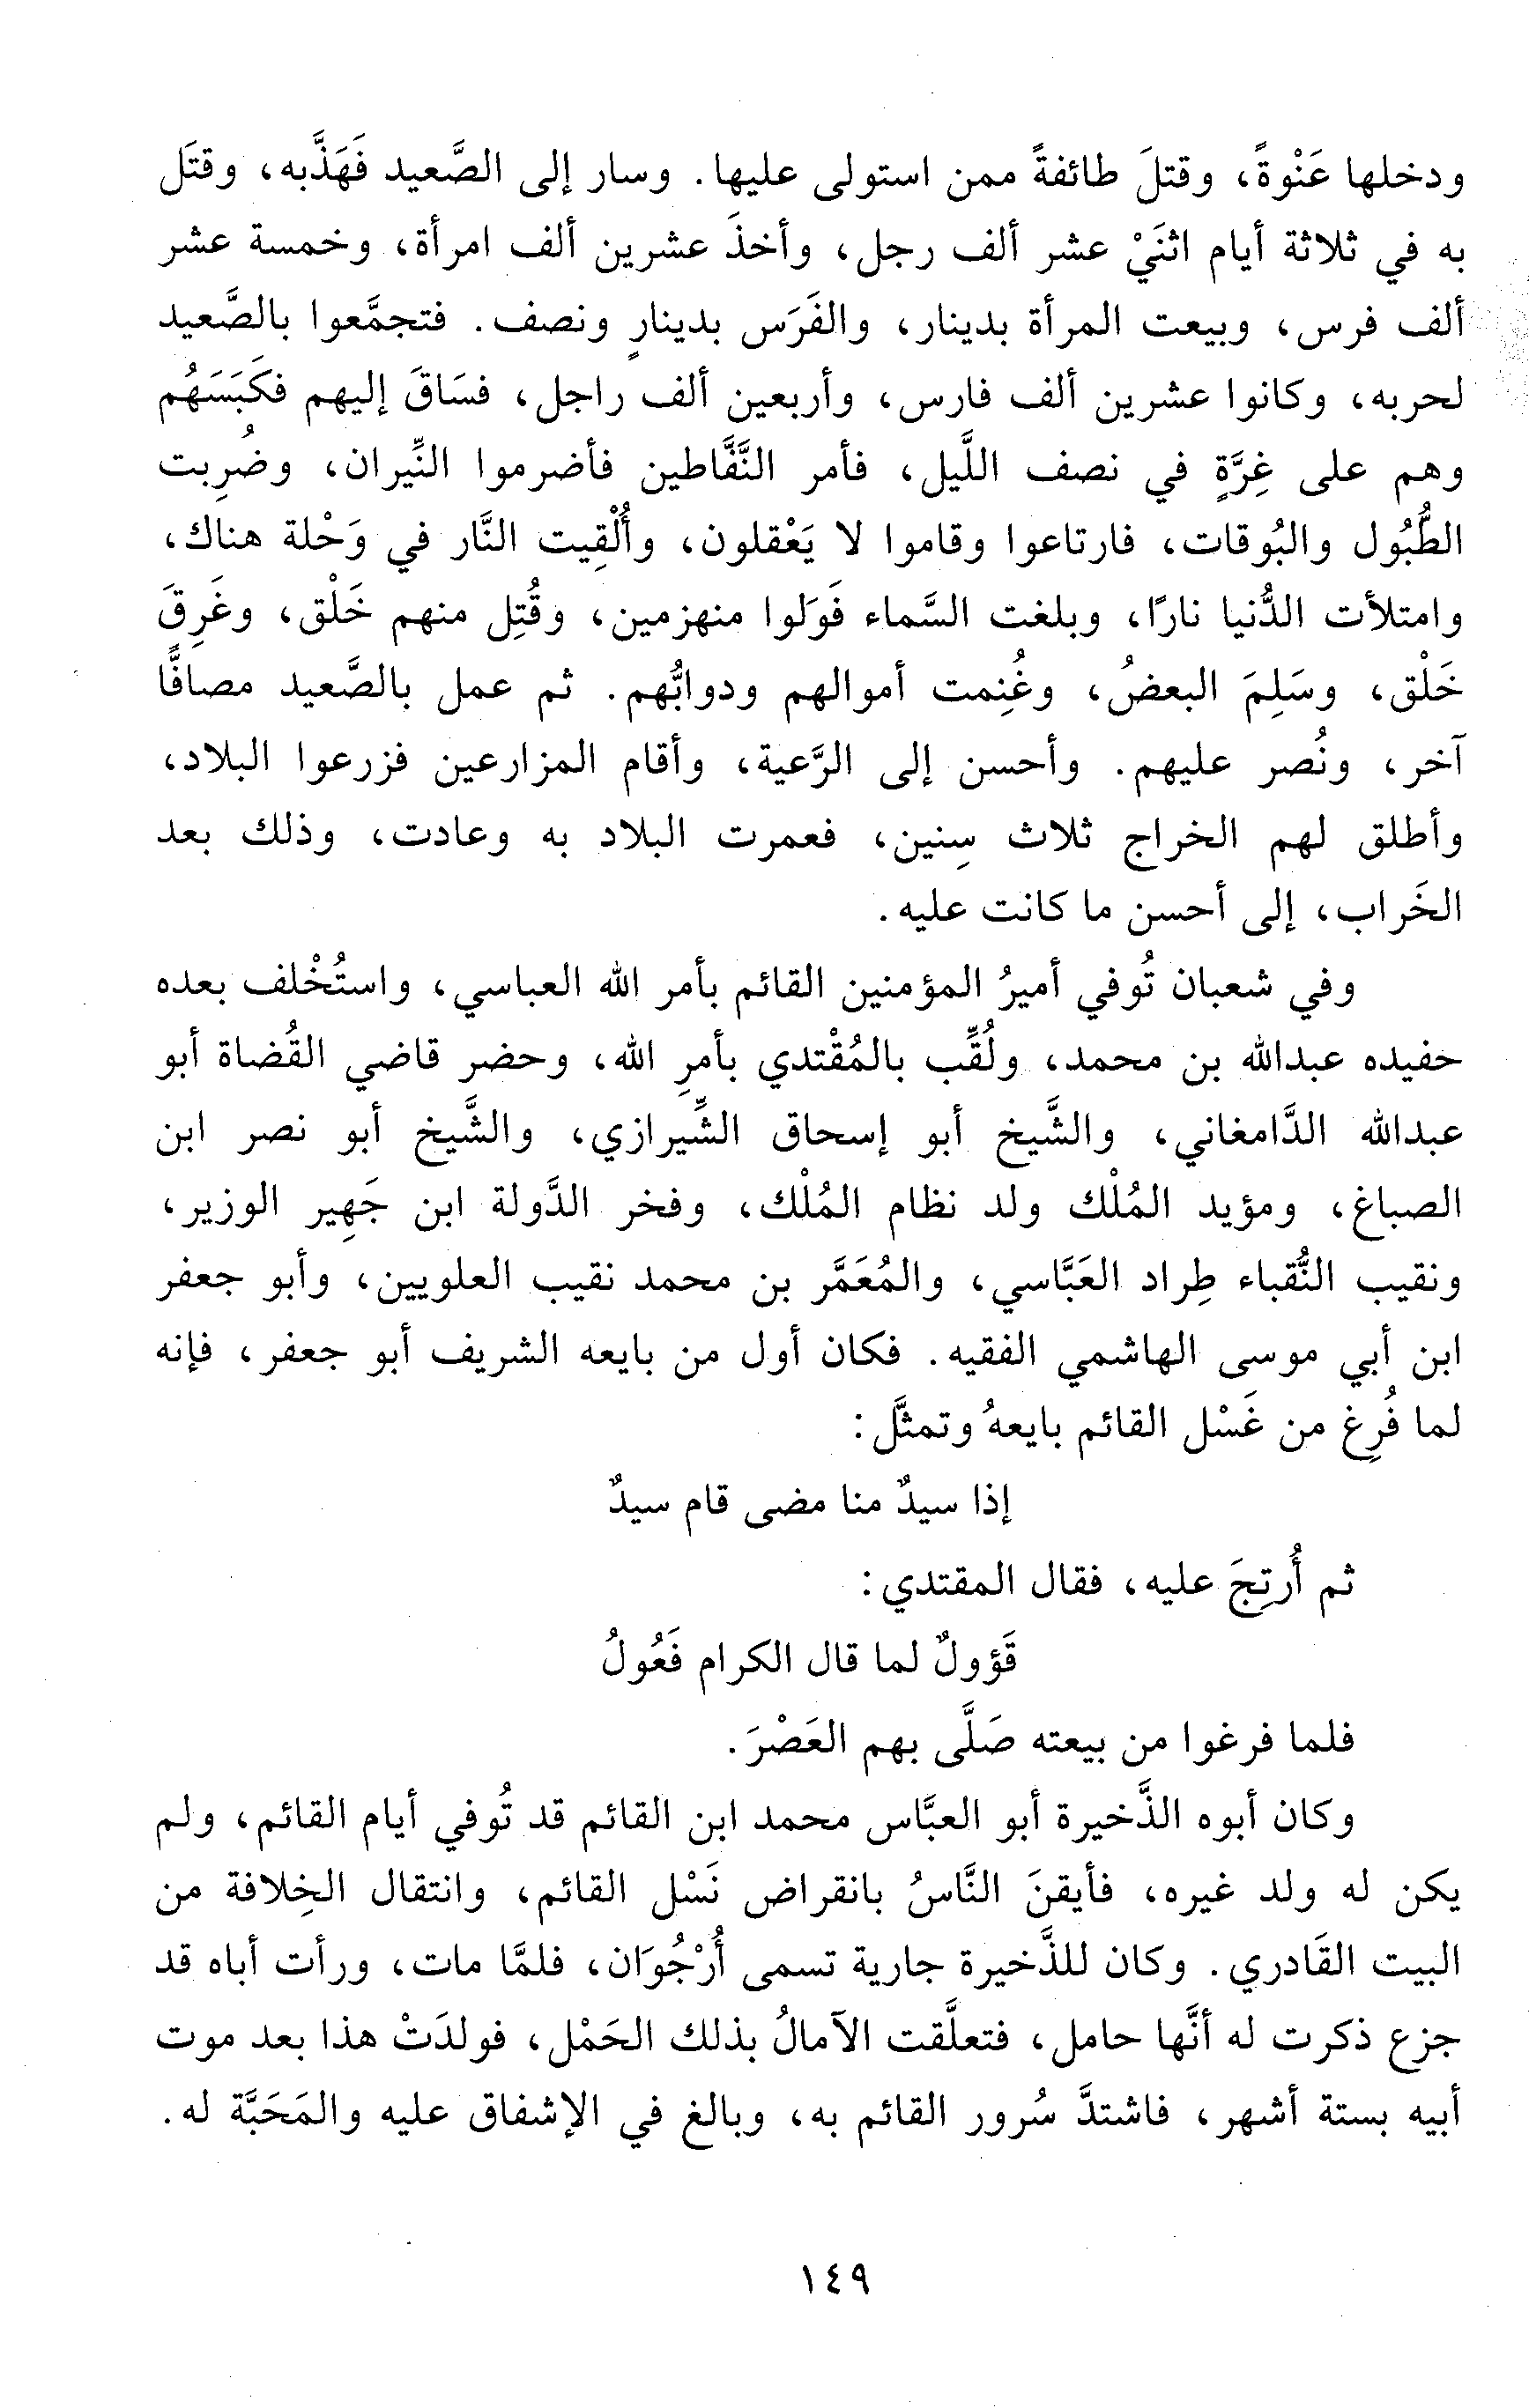 ودخلها عَنْوةً، وقتلَ طائفةً ممن استولى عليها. وسار إلى الصَّعيد فَهَذَّبه، وقتَل
به في ثلاثة أيام اثنَيْ عشر ألف رجل، وأخذَ عشرين ألف امرأة، وخمسة عشر
ألف فرس، وبيعت المرأة بدينار، والفَرَس بدينارٍ ونصف. فتجمَّعوا بالصَّعيد
لحربه، وكانوا عشرين ألف فارس، وأربعين ألف راجل، فسَاقَ إليهم فكَبَسَهُم
وهم على غِرَّةٍ في نصف اللَّيل، فأمر النَّفَّاطين فأضرموا النِّيران، وضُرِبت
الطُّبُول والبُوقات، فارتاعوا وقاموا لا يَعْقلون، وأُلْقِيت النَّار في وَحْلة هناك،
وامتلأت الدُّنيا نارًا، وبلغت السَّماء فَوَلوا منهزمين، وقُتِل منهم خَلْق، وغَرِقَ
خَلْق، وسَلِمَ البعضُ، وغُنِمت أموالهم ودوابُّهم. ثم عمل بالصَّعيد مصافًّا
آخر، ونُصر عليهم. وأحسن إلى الرَّعية، وأقام المزارعين فزرعوا البلاد،
وأطلق لهم الخراج ثلاث سِنين، فعمرت البلاد به وعادت، وذلك بعد
الخَراب، إلى أحسن ما كانت عليه.
وفي شعبان تُوفي أميرُ المؤمنين القائم بأمر الله العباسي، واستُخْلف بعده
حفيده عبدالله بن محمد، ولُقِّب بالمُقْتدي بأمرِ الله، وحضر قاضي القُضاة أبو
عبدالله الدَّامغاني، والشَّيخ أبو إسحاق الشِّيرازي، والشَّيخ أبو نصر ابن
الصباغ، ومؤيد المُلْك ولد نظام المُلْك، وفخر الدَّولة ابن جَهِير الوزير،
ونقيب النُّقباء طِراد العَبَّاسي، والمُعَمَّر بن محمد نقيب العلويين، وأبو جعفر
ابن أبي موسى الهاشمي الفقيه. فكان أول من بايعه الشريف أبو جعفر، فإنه
لما فُرِغ من غَسْل القائم بايعهُ وتمثَّل:
إذا سيدٌ منا مضى قام سيدٌ
ثم أُرتِجَ عليه، فقال المقتدي:
قَؤولٌ لما قال الكرام فَعُولُ
فلما فرغوا من بيعته صَلَّى بهم العَصْرَ.
وكان أبوه الذَّخيرة أبو العبَّاس محمد ابن القائم قد تُوفي أيام القائم، ولم
يكن له ولد غيره، فأيقنَ النَّاسُ بانقراض نَسْل القائم، وانتقال الخِلافة من
البيت القَادري. وكان للذَّخيرة جارية تسمى أُرْجُوَان، فلمَّا مات، ورأت أباه قد
جزع ذكرت له أنَّها حامل، فتعلَّقت الآمالُ بذلك الحَمْل، فولدَتْ هذا بعد موت
أبيه بستة أشهر، فاشتدَّ سُرور القائم به، وبالغ في الإشفاق عليه والمَحَبَّة له.
١٤٩